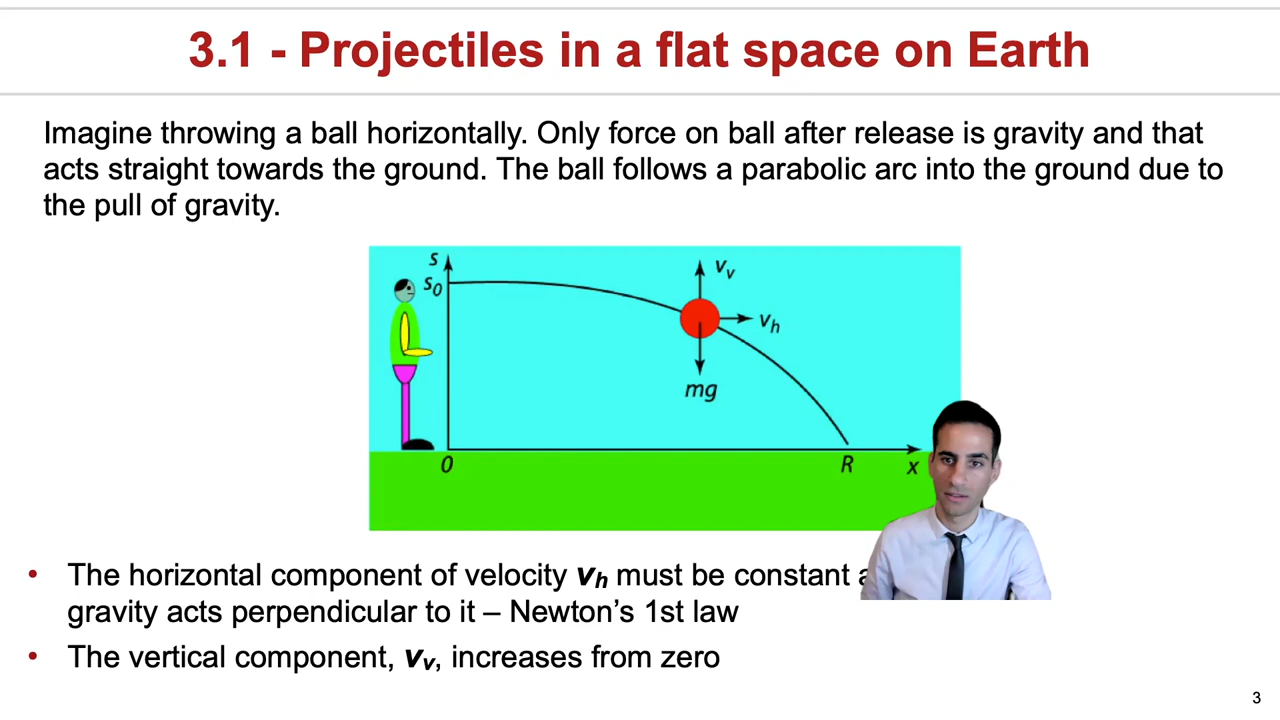 3.1 - Projectiles in a flat space on Earth
Imagine throwing a ball horizontally. Only force on ball after release is gravity and that
acts straight towards the ground. The ball follows a parabolic arc into the ground due to
the pull of gravity.
s
s0
vv
vh
mg
0
R
x
• The horizontal component of velocity vh must be constant
gravity acts perpendicular to it – Newton's 1st law
• The vertical component, vv, increases from zero
3